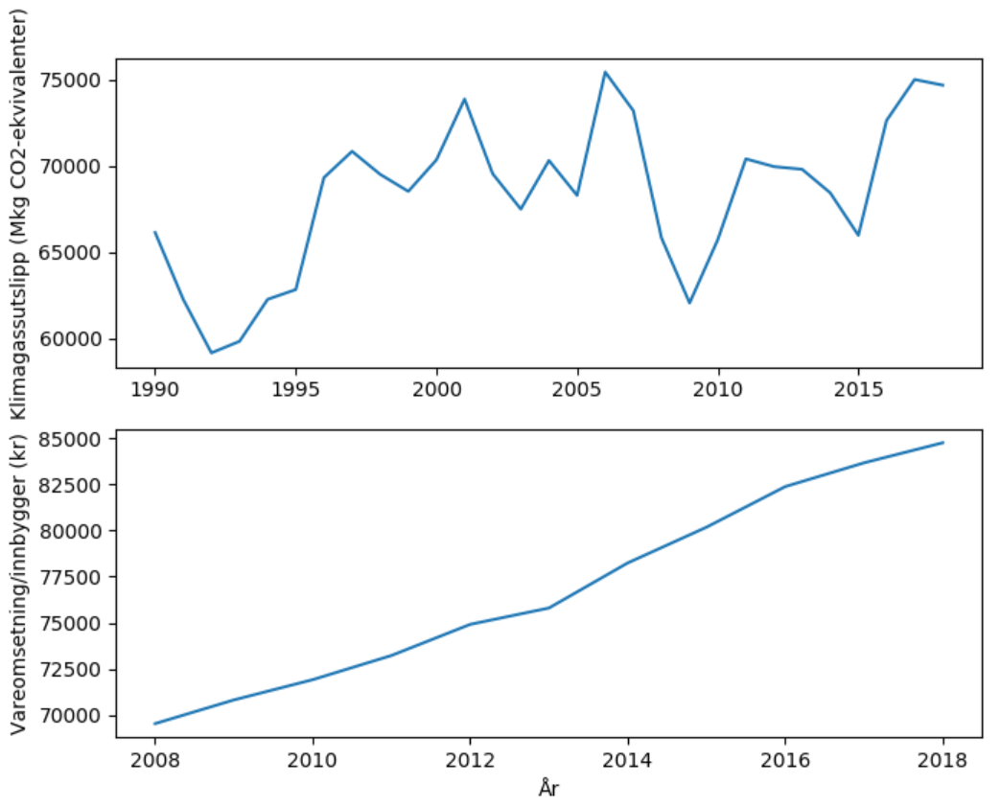 Klimagassutslipp (Mkg CO2-ekvivalenter)
75000
70000
65000
60000
1990 1995 2000 2005 2010 2015
Vareomsetning/innbygger (kr)
85000
82500
80000
77500
75000
72500
70000
2008 2010 2012 2014 2016 2018
År